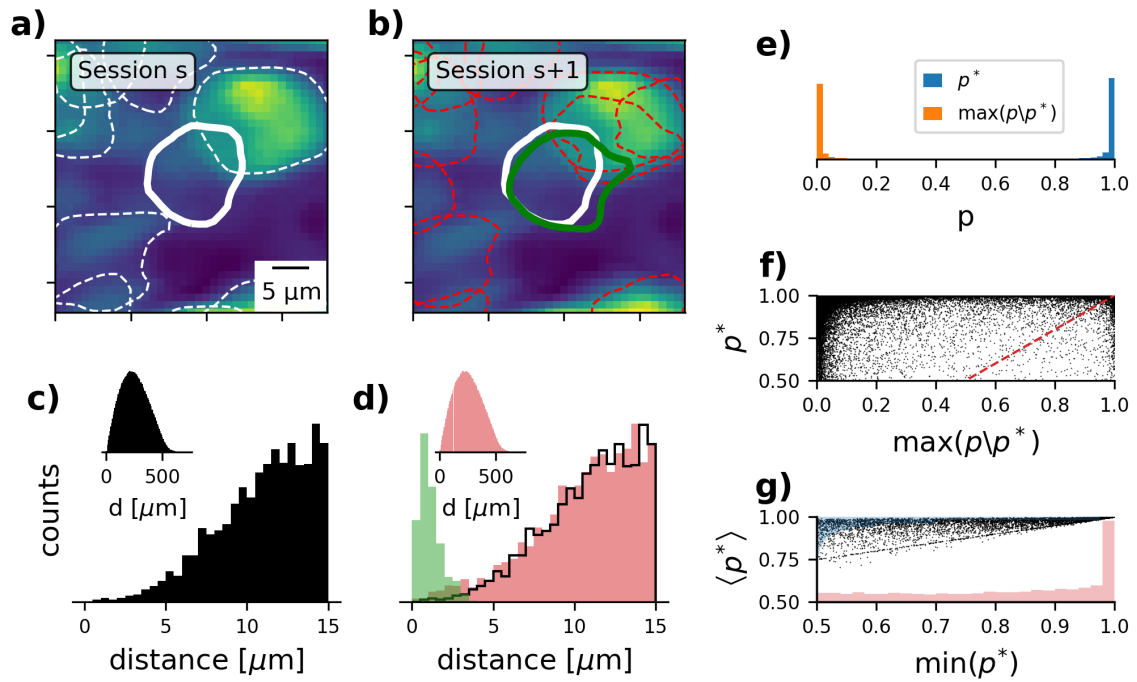 a)
Session s
5 μm
b)
Session s+1
c)
counts
0
500
d [μm]
0
5
10
15
distance [μm]
d)
0
500
d [μm]
0
5
10
15
distance [μm]
e)
p*
max(p\p*)
0.0
0.2
0.4
0.6
0.8
1.0
p
f)
p*
1.00
0.75
0.50
0.0
0.2
0.4
0.6
0.8
1.0
max(p\p*)
g)
⟨p*⟩
1.00
0.75
0.50
0.5
0.6
0.7
0.8
0.9
1.0
min(p*)